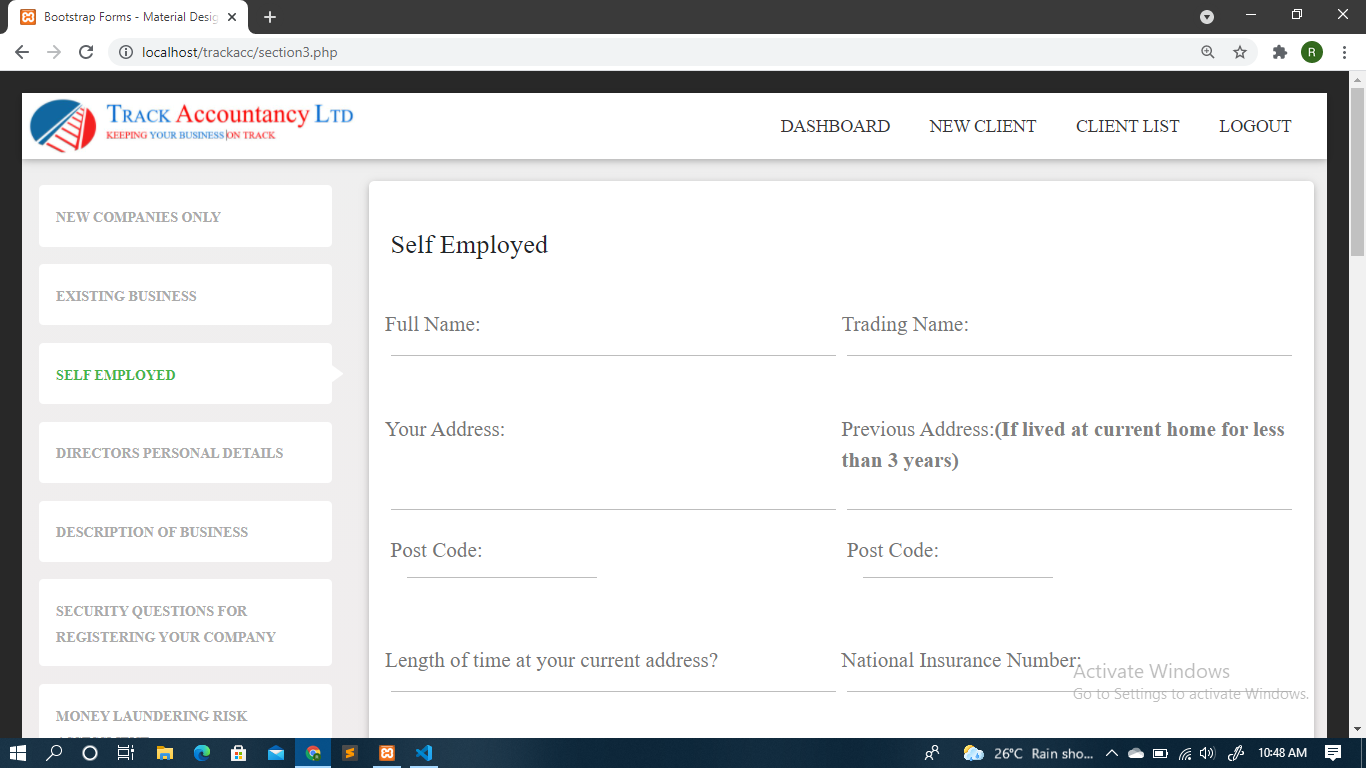 Bootstrap Forms - Material Desig
localhost/trackacc/section3.php
R
TRACK Accountancy LTD
KEEPING YOUR BUSINESS ON TRACK
DASHBOARD NEW CLIENT CLIENT LIST LOGOUT
NEW COMPANIES ONLY
EXISTING BUSINESS
SELF EMPLOYED
DIRECTORS PERSONAL DETAILS
DESCRIPTION OF BUSINESS
SECURITY QUESTIONS FOR
REGISTERING YOUR COMPANY
MONEY LAUNDERING RISK
Self Employed
Full Name: Trading Name:
Your Address: Previous Address:(If lived at current home for less
than 3 years)
Post Code: Post Code:
Length of time at your current address? National Insurance Number:
Activate Windows
Go to Settings to activate Windows.
26°C Rain sho... 10:48 AM